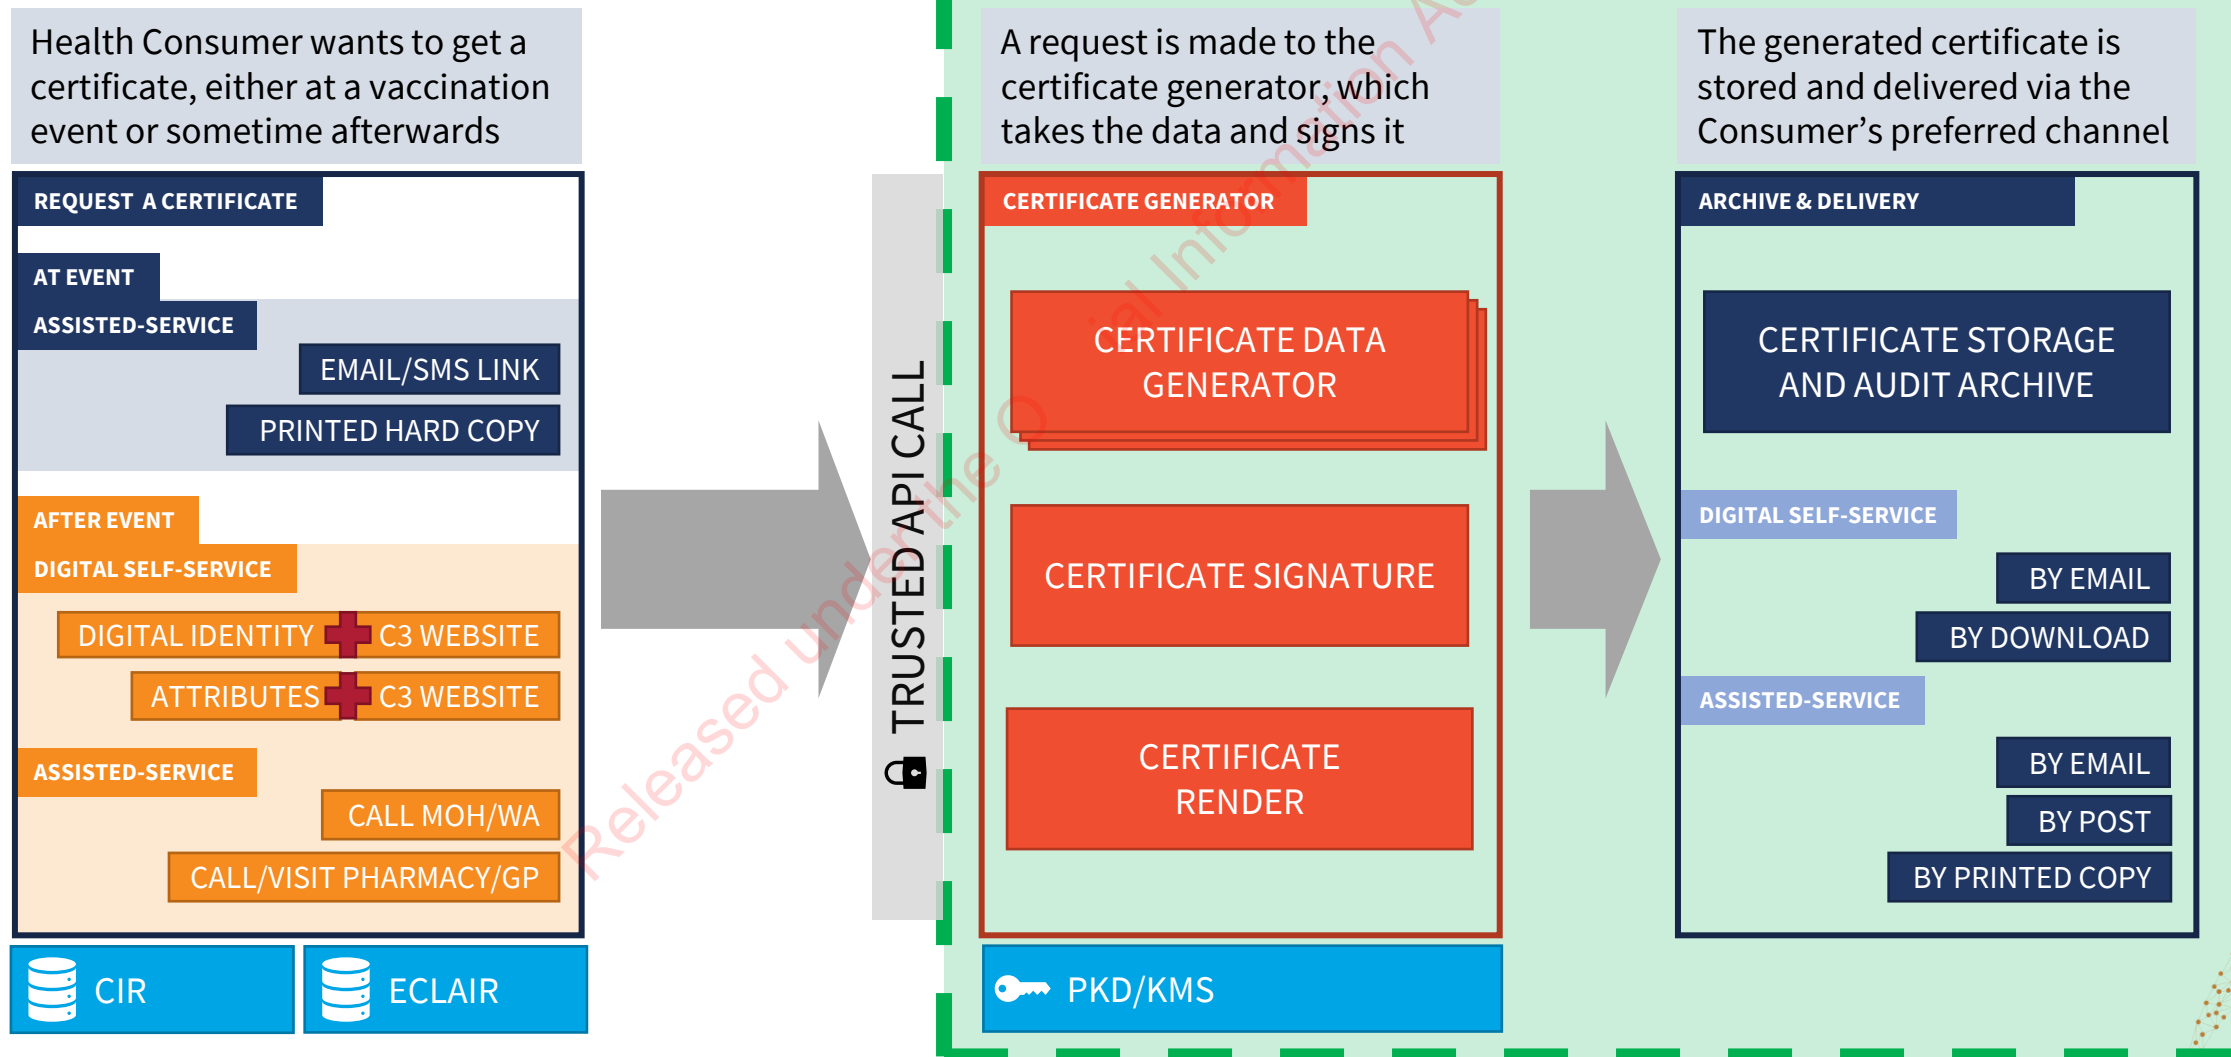 Health Consumer wants to get a
certificate, either at a vaccination
event or sometime afterwards
REQUEST A CERTIFICATE
AT EVENT
ASSISTED-SERVICE
EMAIL/SMS LINK
PRINTED HARD COPY
AFTER EVENT
DIGITAL SELF-SERVICE
DIGITAL IDENTITY
C3 WEBSITE
ATTRIBUTES
C3 WEBSITE
ASSISTED-SERVICE
CALL MOH/WA
CALL/VISIT PHARMACY/GP
CIR
ECLAIR
TRUSTED API CALL
A request is made to the
certificate generator, which
takes the data and signs it
CERTIFICATE GENERATOR
CERTIFICATE DATA
GENERATOR
CERTIFICATE SIGNATURE
CERTIFICATE
RENDER
PKD/KMS
The generated certificate is
stored and delivered via the
Consumer's preferred channel
ARCHIVE & DELIVERY
CERTIFICATE STORAGE
AND AUDIT ARCHIVE
DIGITAL SELF-SERVICE
BY EMAIL
BY DOWNLOAD
ASSISTED-SERVICE
BY EMAIL
BY POST
BY PRINTED COPY
Released under the Information